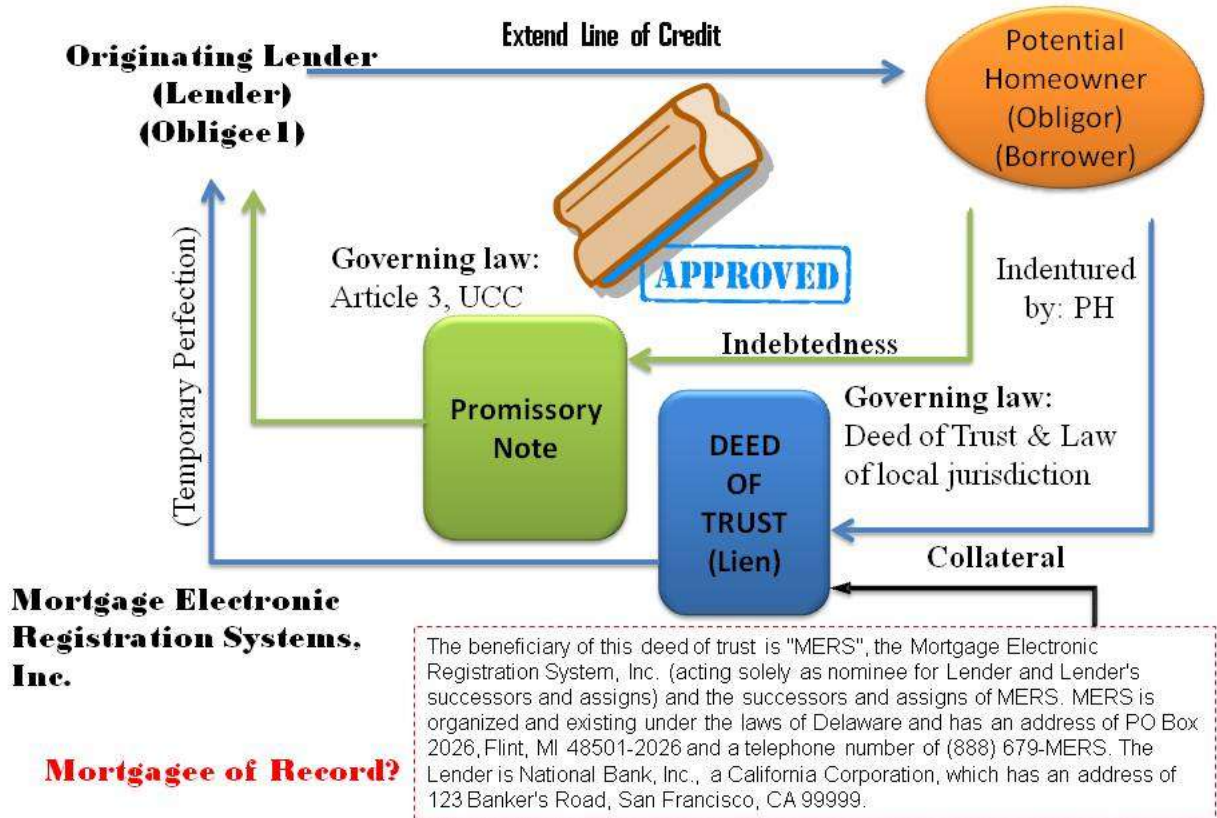 Extend Line of Credit
Originating Lender
(Lender)
(Obligee1)
Potential
Homeowner
(Obligor)
(Borrower)
(Temporary Perfection)
Governing law:
Article 3, UCC
APPROVED
Indentured
by: PH
Indebtedness
Promissory
Note
DEED
OF
TRUST
(Lien)
Governing law:
Deed of Trust & Law
of local jurisdiction
Collateral
Mortgage Electronic
Registration Systems,
Inc.
Mortgagee of Record?
The beneficiary of this deed of trust is "MERS", the Mortgage Electronic
Registration System, Inc. (acting solely as nominee for Lender and Lender's
successors and assigns) and the successors and assigns of MERS. MERS is
organized and existing under the laws of Delaware and has an address of PO Box
2026, Flint, MI 48501-2026 and a telephone number of (888) 679-MERS. The
Lender is National Bank, Inc., a California Corporation, which has an address of
123 Banker's Road, San Francisco, CA 99999.